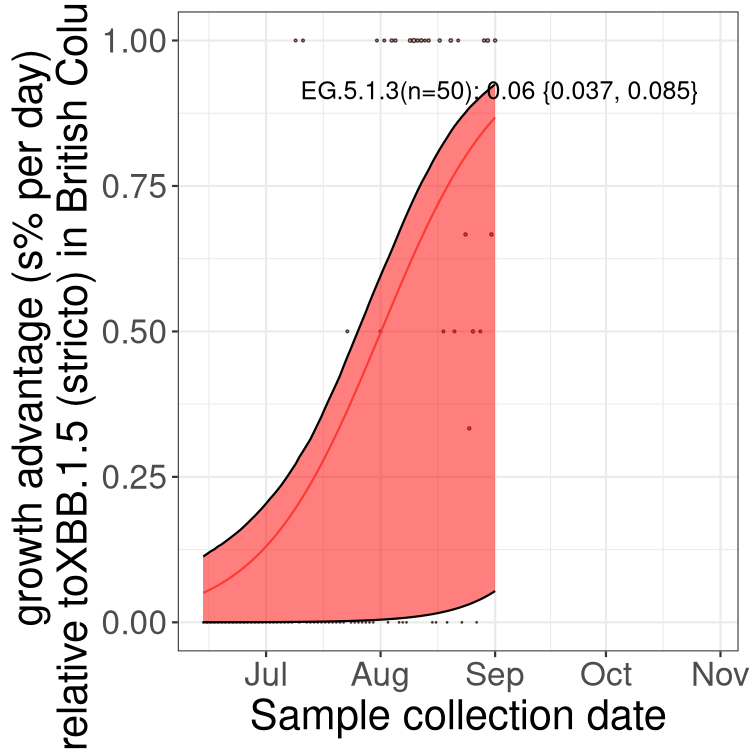 growth advantage (s% per day)
relative toXBB.1.5 (stricto) in British Colu
1.00
0.75
0.50
0.25
0.00
EG.5.1.3(n=50): 0.06 {0.037, 0.085}
Jul Aug Sep Oct Nov
Sample collection date